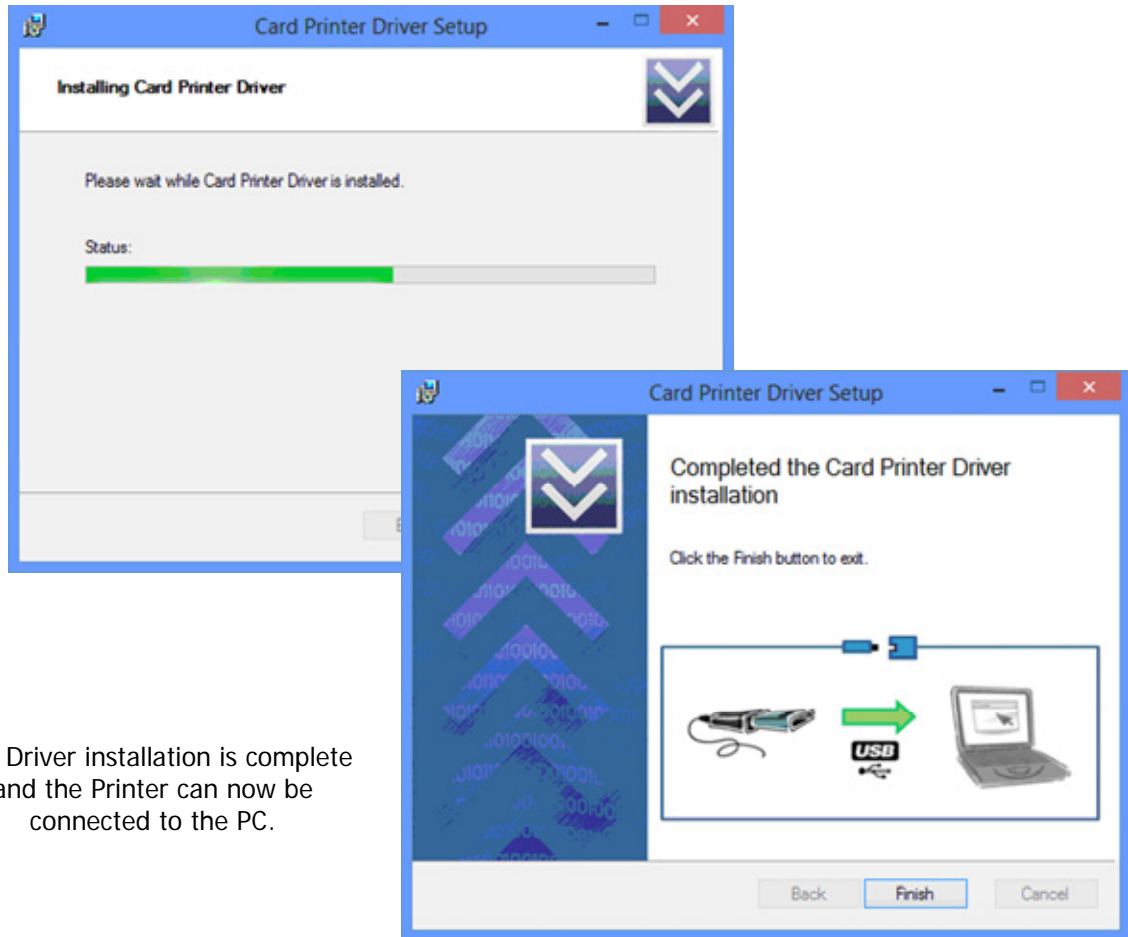 Card Printer Driver Setup
Installing Card Printer Driver
Please wait while Card Printer Driver is installed.
Status:
Card Printer Driver Setup
Completed the Card Printer Driver
installation
Click the Finish button to exit.
USB
Back Finish Cancel
Driver installation is complete
and the Printer can now be
connected to the PC.